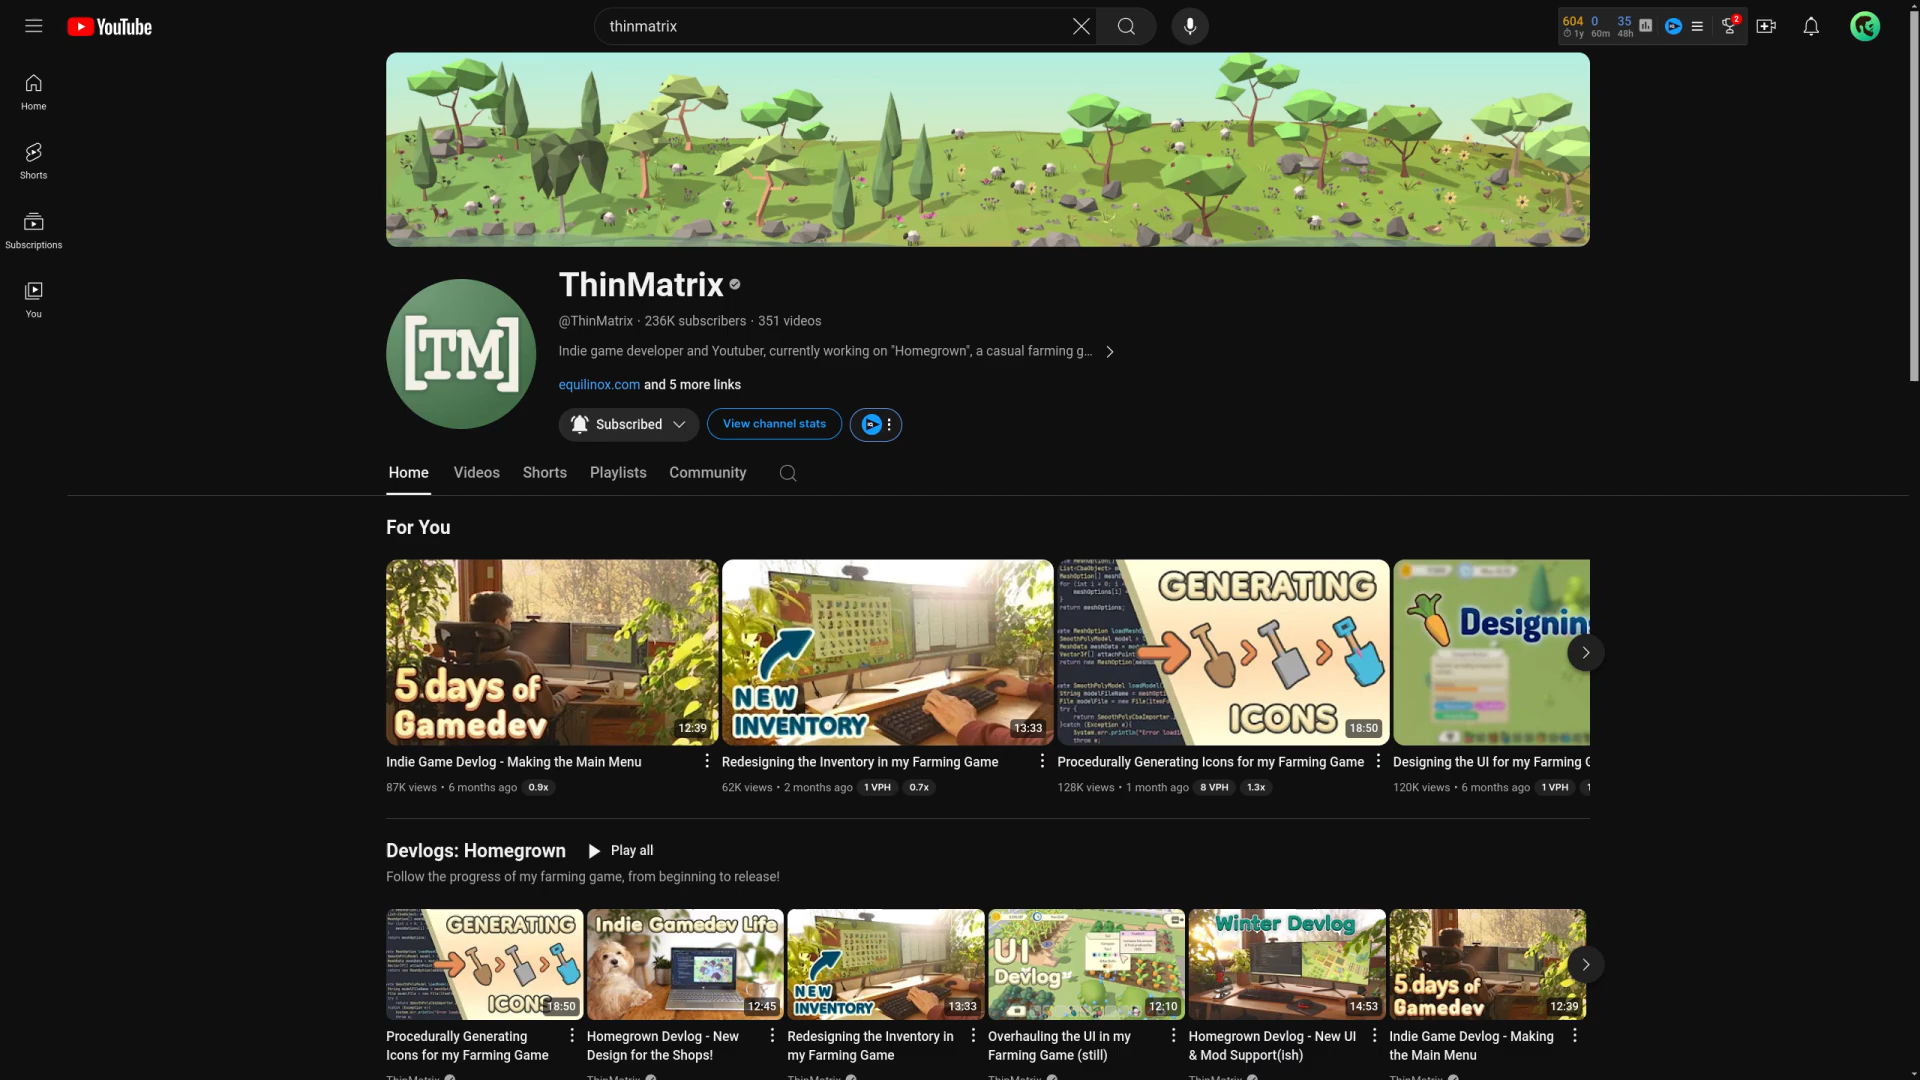 YouTube
thinmatrix
604 0 35
1y 60m 48h
2
Home
Shorts
Subscriptions
You
[TM]
ThinMatrix
@ThinMatrix · 236K subscribers · 351 videos
Indie game developer and Youtuber, currently working on "Homegrown", a casual farming g...
equilinox.com and 5 more links
Subscribed
View channel stats
Home Videos Shorts Playlists Community
For You
5 days of
Gamedev
12:39
NEW
INVENTORY
13:33
GENERATING
ICONS
18:50
Designing
Indie Game Devlog - Making the Main Menu
87K views • 6 months ago 0.9x
Redesigning the Inventory in my Farming Game
62K views • 2 months ago 1 VPH 0.7x
Procedurally Generating Icons for my Farming Game
128K views • 1 month ago 8 VPH 1.3x
Designing the UI for my Farming G
120K views • 6 months ago 1 VPH 1
Devlogs: Homegrown Play all
Follow the progress of my farming game, from beginning to release!
GENERATING
ICONS
18:50
Indie Gamedev Life
12:45
NEW
INVENTORY
13:33
UI
Devlog
12:10
Winter Devlog
14:53
5 days of
Gamedev
12:39
Procedurally Generating
Icons for my Farming Game
ThinMatrix
Homegrown Devlog - New
Design for the Shops!
ThinMatrix
Redesigning the Inventory in
my Farming Game
ThinMatrix
Overhauling the UI in my
Farming Game (still)
ThinMatrix
Homegrown Devlog - New UI
& Mod Support(ish)
ThinMatrix
Indie Game Devlog - Making
the Main Menu
ThinMatrix